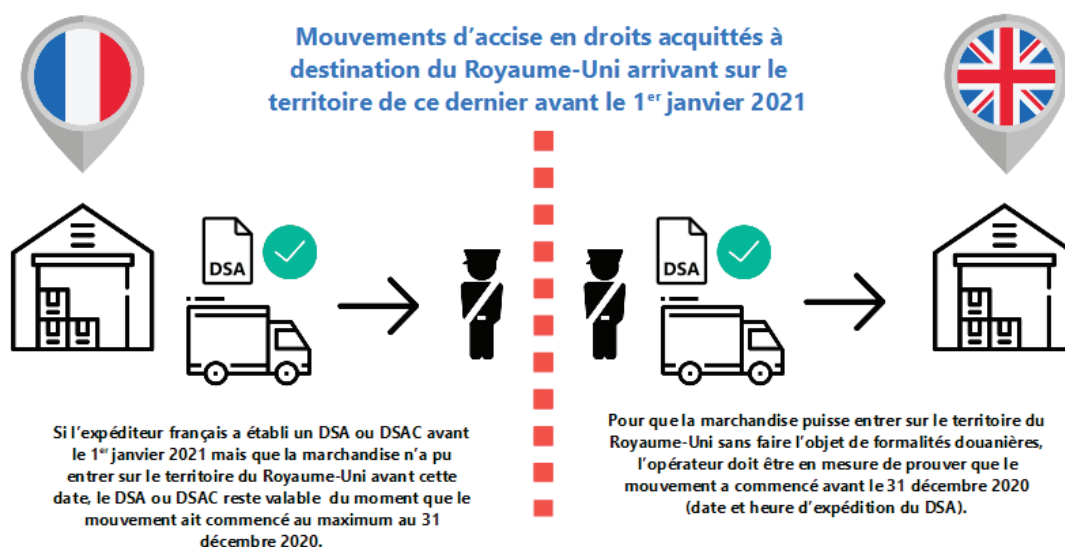 Mouvements d’accise en droits acquittés à
destination du Royaume-Uni arrivant sur le
territoire de ce dernier avant le 1er janvier 2021
DSA
DSA
Si l’expéditeur français a établi un DSA ou DSAC avant
le 1er janvier 2021 mais que la marchandise n’a pu
entrer sur le territoire du Royaume-Uni avant cette
date, le DSA ou DSAC reste valable du moment que le
mouvement ait commencé au maximum au 31
décembre 2020.
Pour que la marchandise puisse entrer sur le territoire du
Royaume-Uni sans faire l’objet de formalités douanières,
l’opérateur doit être en mesure de prouver que le
mouvement a commencé avant le 31 décembre 2020
(date et heure d’expédition du DSA).